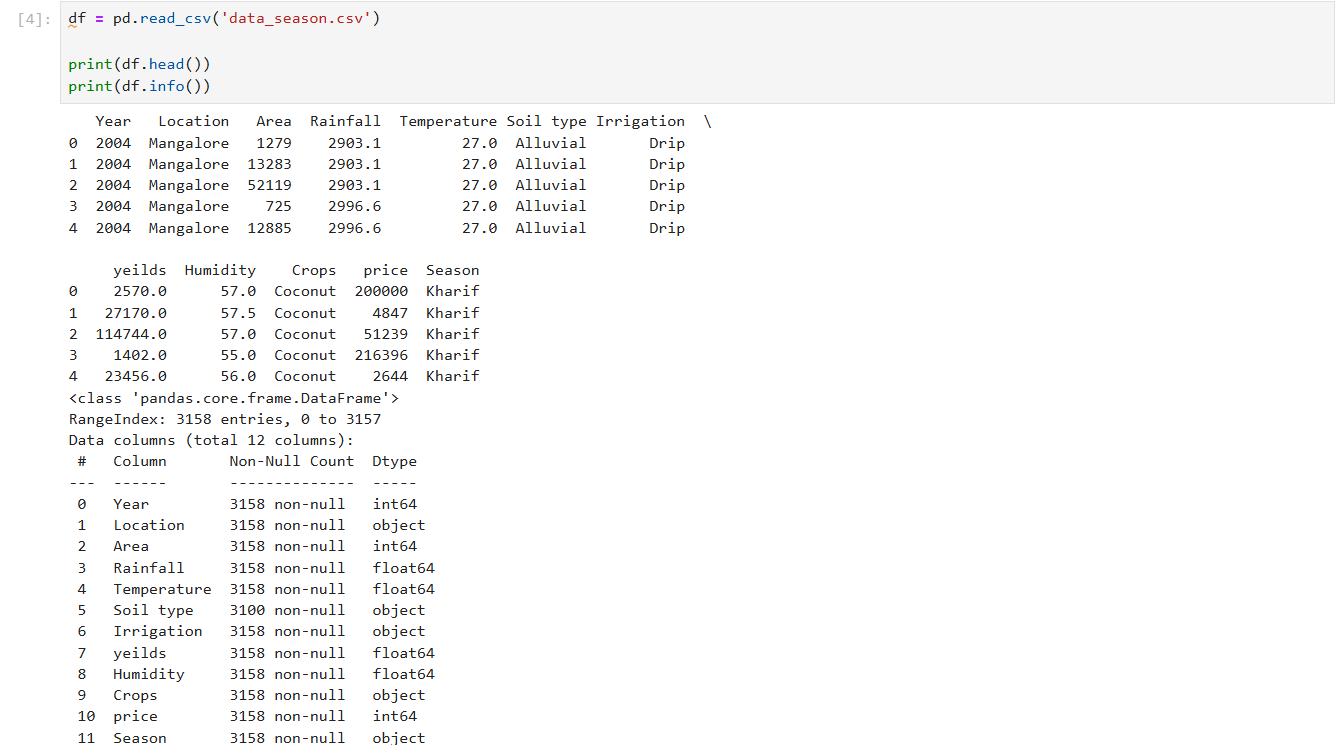 [4]: df = pd.read_csv('data_season.csv')
print(df.head())
print(df.info())
Year Location Area Rainfall Temperature Soil type Irrigation \
0 2004 Mangalore 1279 2903.1 27.0 Alluvial Drip
1 2004 Mangalore 13283 2903.1 27.0 Alluvial Drip
2 2004 Mangalore 52119 2903.1 27.0 Alluvial Drip
3 2004 Mangalore 725 2996.6 27.0 Alluvial Drip
4 2004 Mangalore 12885 2996.6 27.0 Alluvial Drip
yeilds Humidity Crops price Season
0 2570.0 57.0 Coconut 200000 Kharif
1 27170.0 57.5 Coconut 4847 Kharif
2 114744.0 57.0 Coconut 51239 Kharif
3 1402.0 55.0 Coconut 216396 Kharif
4 23456.0 56.0 Coconut 2644 Kharif
<class 'pandas.core.frame.DataFrame'>
RangeIndex: 3158 entries, 0 to 3157
Data columns (total 12 columns):
# Column Non-Null Count Dtype
--- ------ -------------- -----
0 Year 3158 non-null int64
1 Location 3158 non-null object
2 Area 3158 non-null int64
3 Rainfall 3158 non-null float64
4 Temperature 3158 non-null float64
5 Soil type 3100 non-null object
6 Irrigation 3158 non-null object
7 yeilds 3158 non-null float64
8 Humidity 3158 non-null float64
9 Crops 3158 non-null object
10 price 3158 non-null int64
11 Season 3158 non-null object